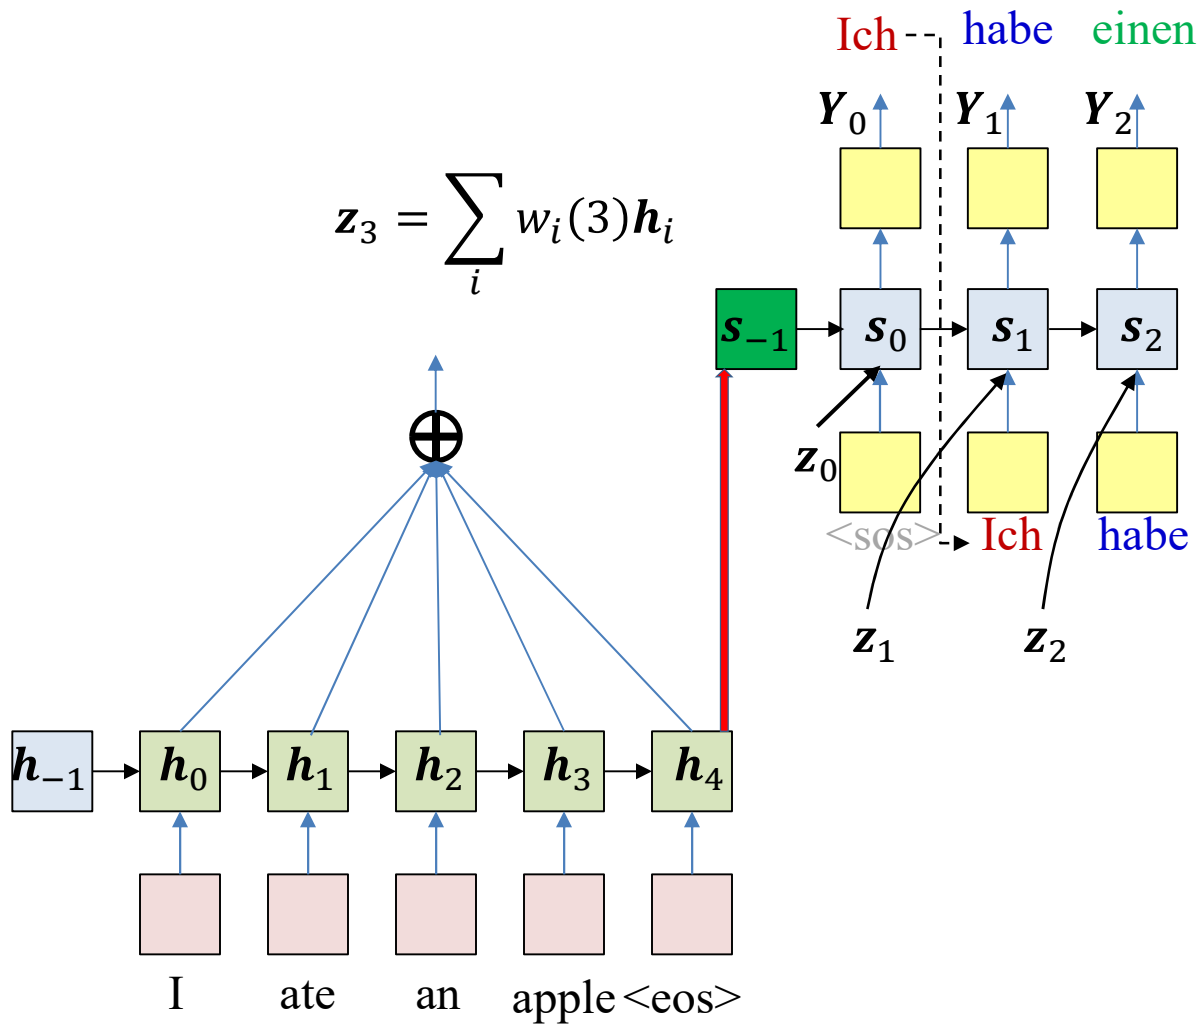 Ich habe einen
Y₀ Y₁ Y₂
z₃ = ∑ᵢ wᵢ(3)hᵢ
s₋₁ s₀ s₁ s₂
z₀
<sos> Ich habe
z₁ z₂
h₋₁ h₀ h₁ h₂ h₃ h₄
I ate an apple <eos>